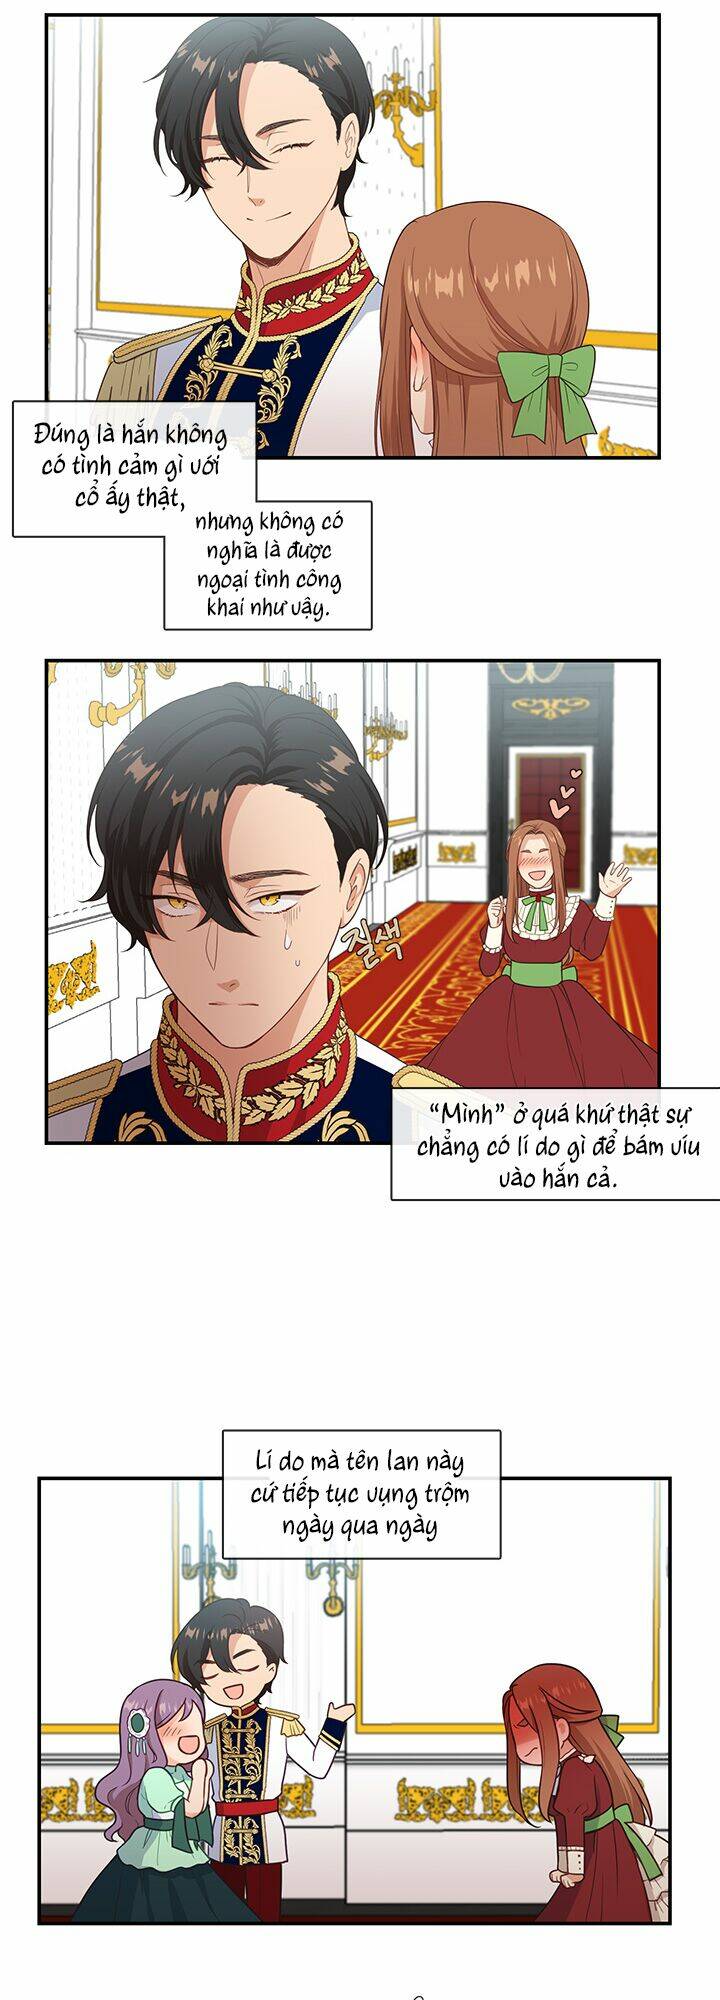 Đúng là hắn không
có tình cảm gì với
cổ ấy thật,
nhưng không có
nghĩa là được
ngoại tình công
khai như vậy.
질색
“Mình” ở quá khứ thật sự
chẳng có lí do gì để bám víu
vào hắn cả.
Lí do mà tên lan này
cứ tiếp tục vụng trộm
ngày qua ngày